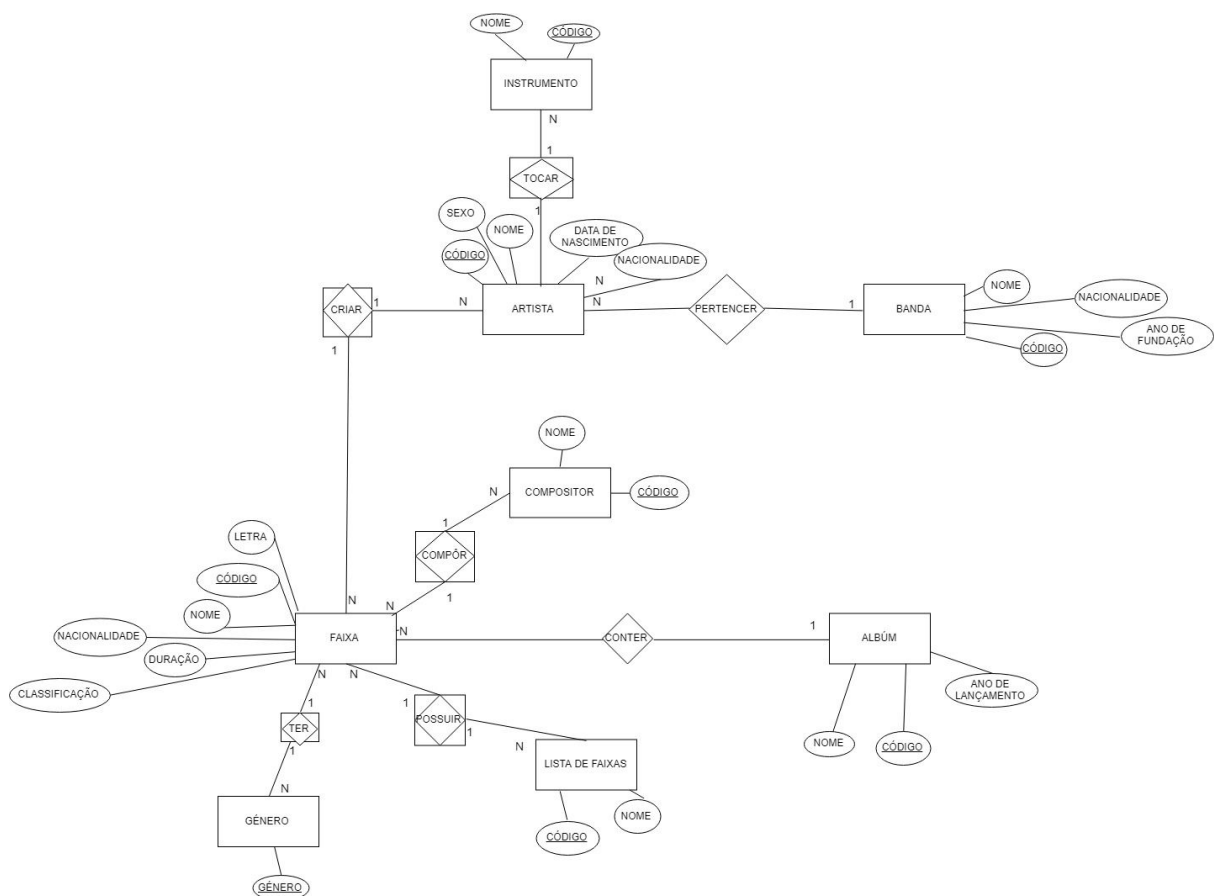 NOME
CÓDIGO
INSTRUMENTO
N
1
TOCAR
1
SEXO
NOME
DATA DE
NASCIMENTO
CÓDIGO
NACIONALIDADE
N
CRIAR
1
N
ARTISTA
N
PERTENCER
1
BANDA
NOME
NACIONALIDADE
ANO DE
FUNDAÇÃO
CÓDIGO
1
NOME
N
COMPOSITOR
CÓDIGO
1
COMPÔR
1
LETRA
CÓDIGO
NOME
NACIONALIDADE
DURAÇÃO
CLASSIFICAÇÃO
N
N
FAIXA
N
CONTER
1
ALBÚM
N
N
ANO DE
LANÇAMENTO
NOME
CÓDIGO
1
TER
1
1
POSSUIR
1
N
LISTA DE FAIXAS
CÓDIGO
NOME
N
GÉNERO
GÉNERO